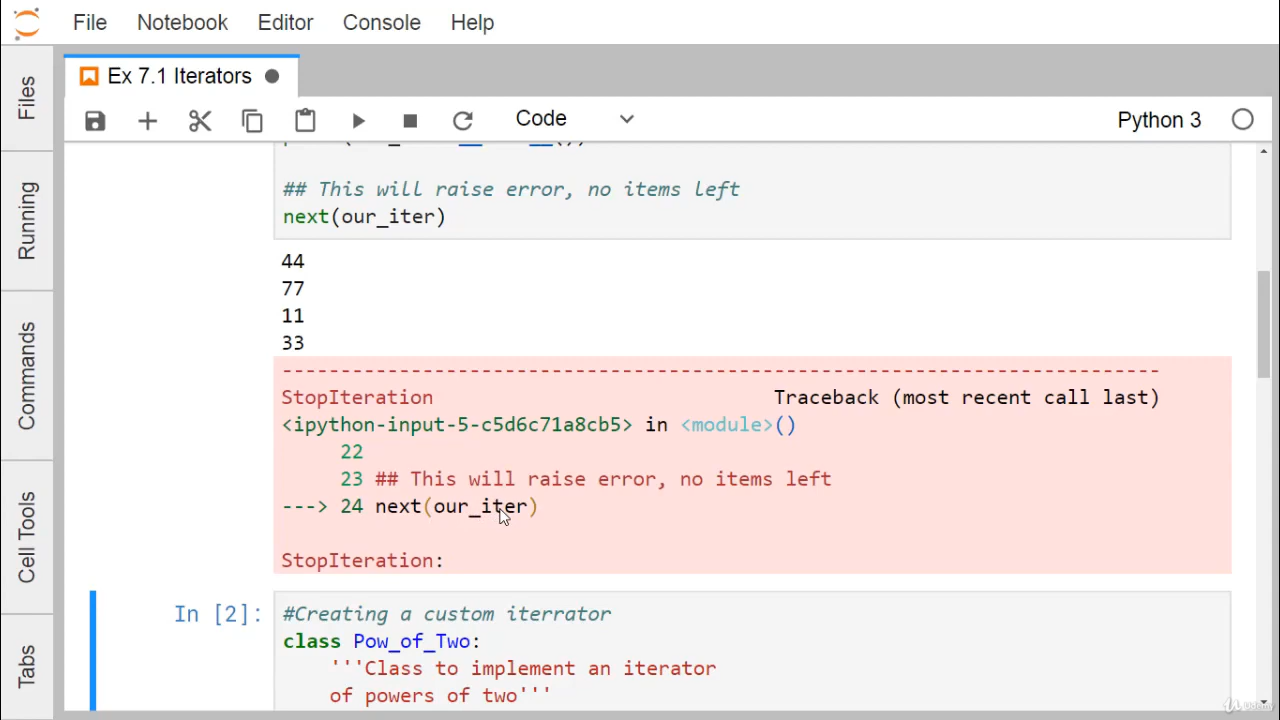 File Notebook Editor Console Help
Ex 7.1 Iterators
Code Python 3
Files
Running
Commands
Cell Tools
Tabs
## This will raise error, no items left
next(our_iter)
44
77
11
33
---------------------------------------------------------------------------
StopIteration Traceback (most recent call last)
<ipython-input-5-c5d6c71a8cb5> in <module>()
22
23 ## This will raise error, no items left
---> 24 next(our_iter)
StopIteration:
In [2]: #Creating a custom iterrator
class Pow_of_Two:
'''Class to implement an iterator
of powers of two'''